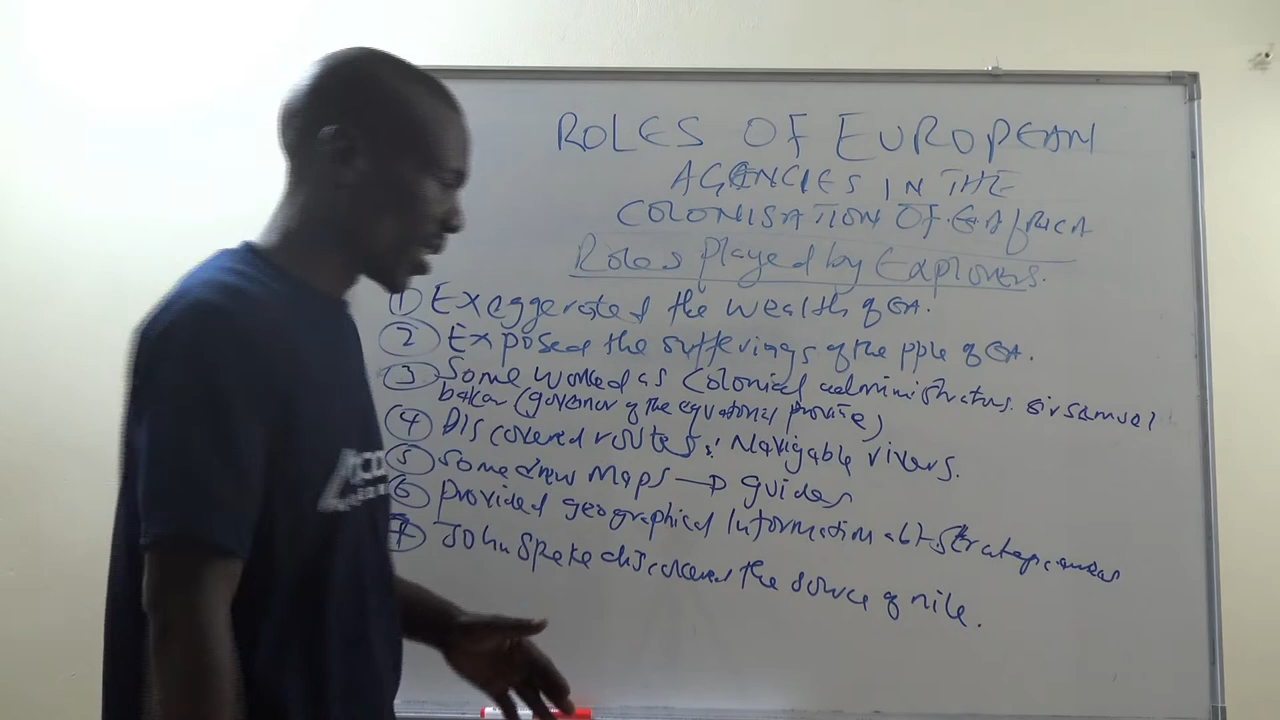 ROLES OF EUROPEAN
AGENCIES IN THE
COLONISATION OF E.AFRICA
Roles played by Explorers.
① Exaggerated the wealth of EA.
② Exposed the sufferings of the pple of EA.
③ Some worked as colonial administrators. sir samuel
baker (governor of the equatorial province)
④ Discovered routes: Navigable rivers.
⑤ Some drew maps → guides
⑥ provided geographical information abt strategic areas
⑦ John Speke discovered the source of nile.